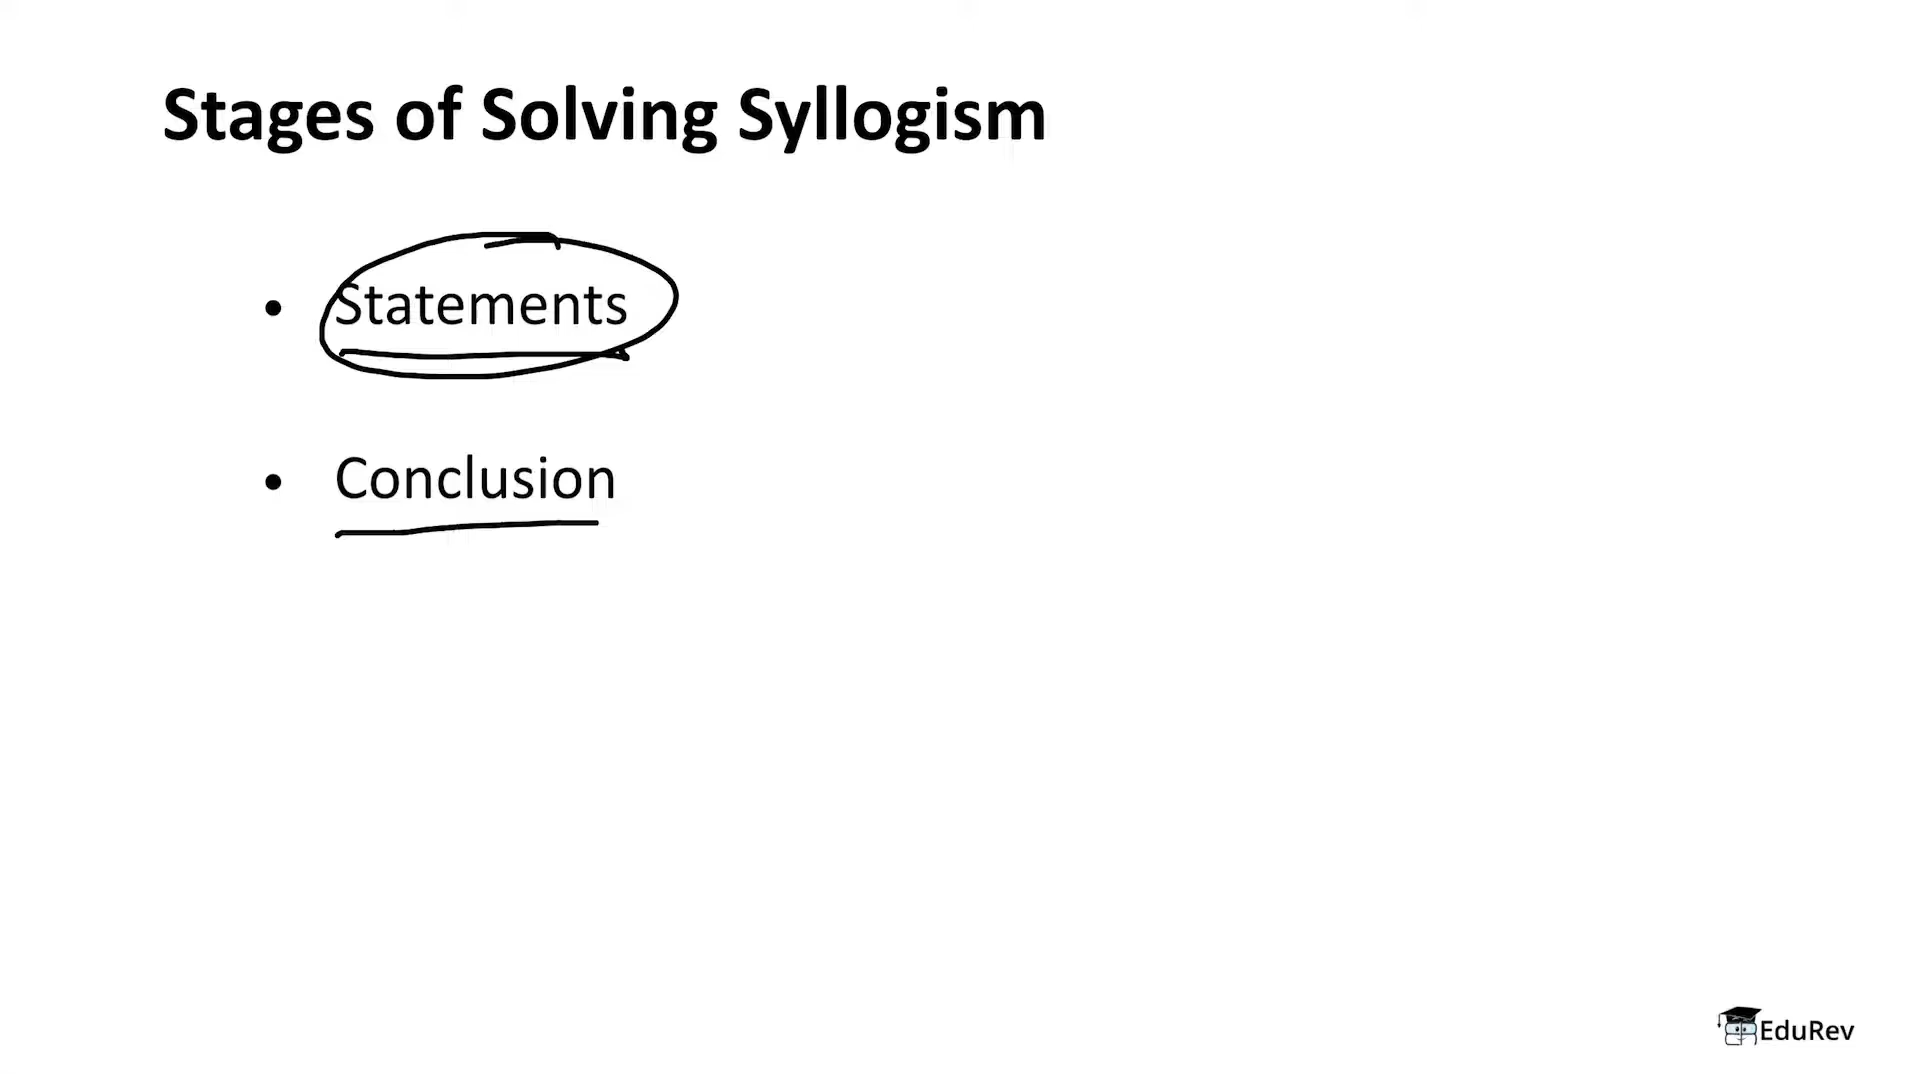 Stages of Solving Syllogism
• Statements
• Conclusion
EduRev